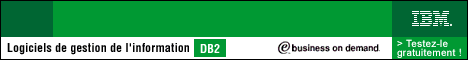 IBM.
Logiciels de gestion de l'information DB2
e business on demand.
> Testez-le
gratuitement !